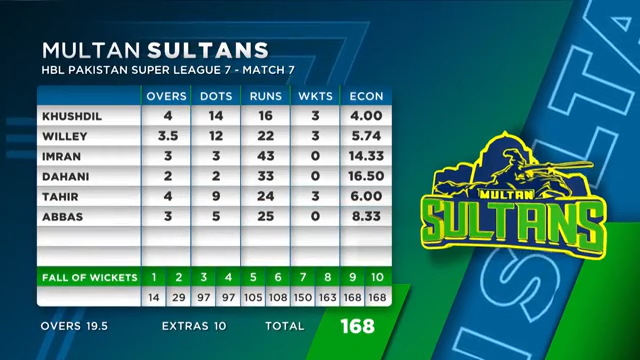 MULTAN SULTANS
HBL PAKISTAN SUPER LEAGUE 7 - MATCH 7
OVERS DOTS RUNS WKTS ECON
KHUSHDIL 4 14 16 3 4.00
WILLEY 3.5 12 22 3 5.74
IMRAN 3 3 43 0 14.33
DAHANI 2 2 33 0 16.50
TAHIR 4 9 24 3 6.00
ABBAS 3 5 25 0 8.33
FALL OF WICKETS 1 2 3 4 5 6 7 8 9 10
14 29 97 97 105 108 150 163 168 168
OVERS 19.5 EXTRAS 10 TOTAL 168
MULTAN
SULTANS